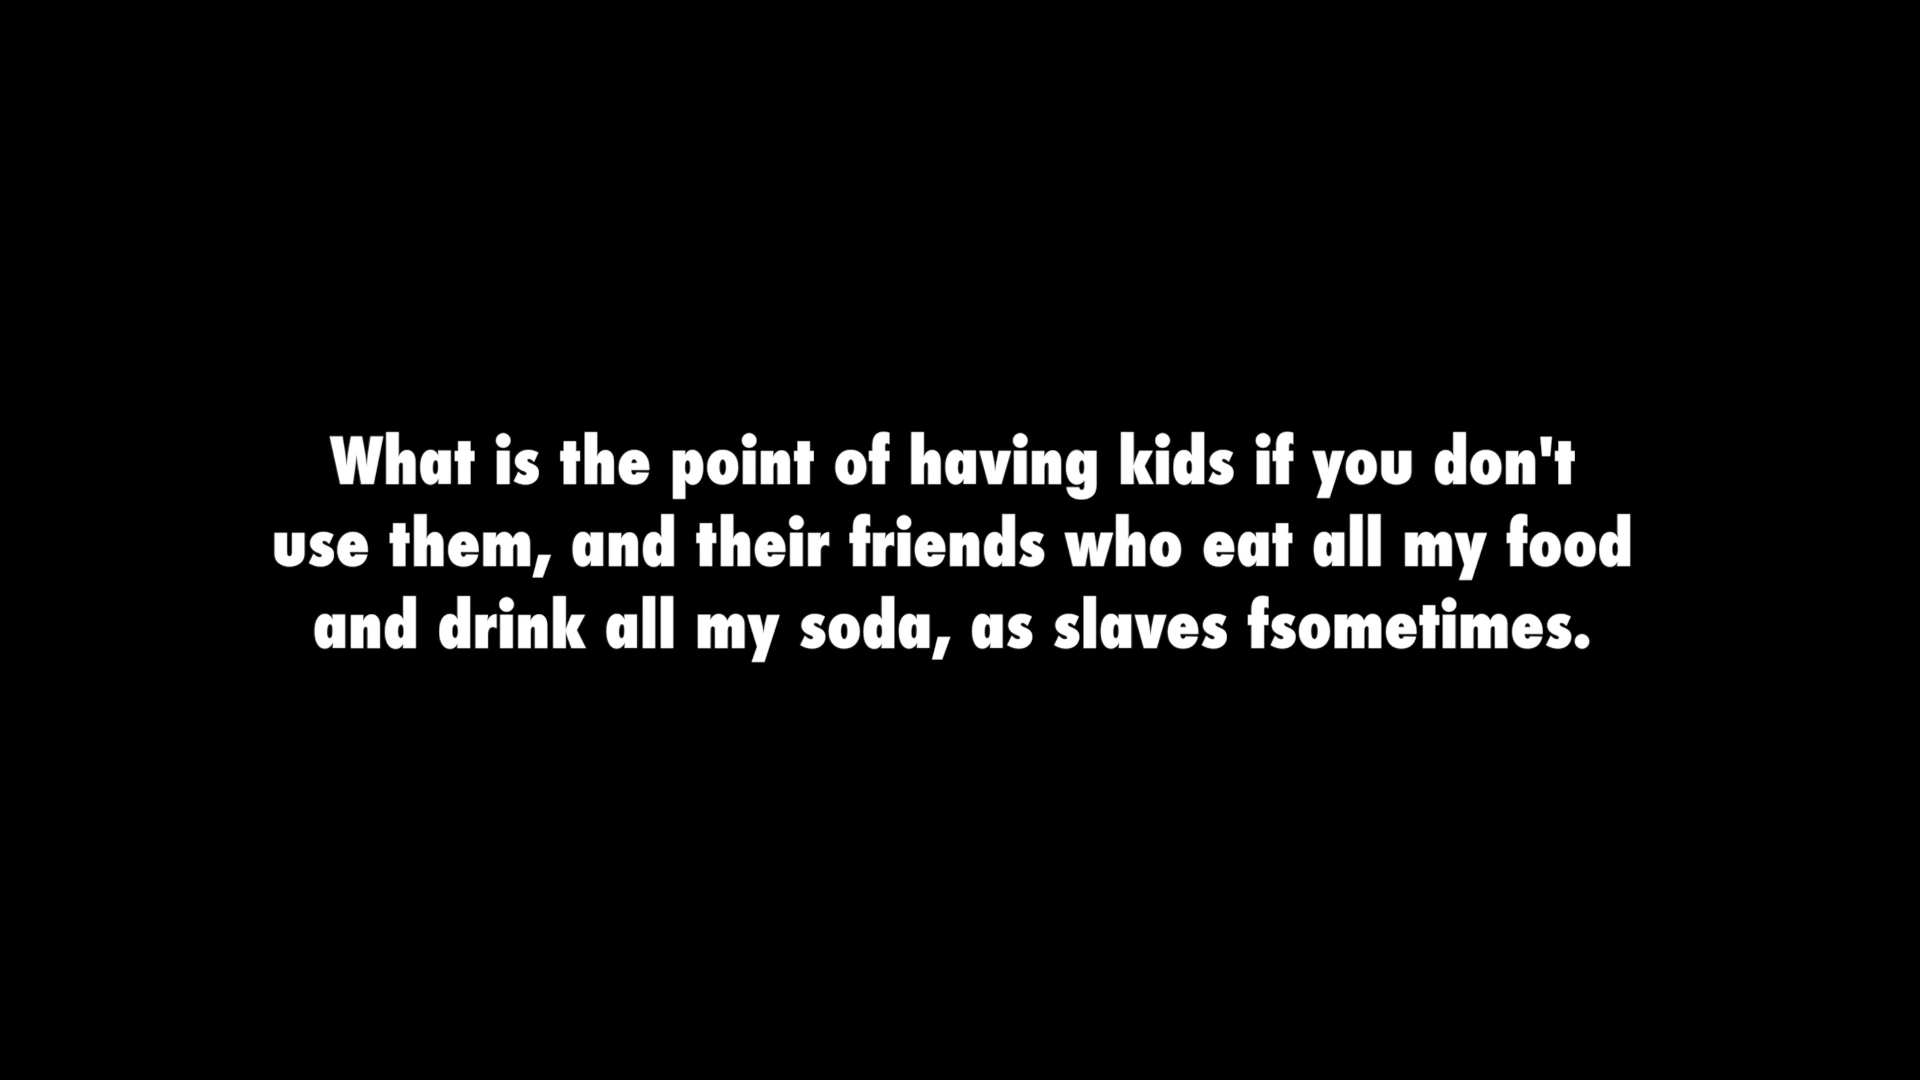 What is the point of having kids if you don't
use them, and their friends who eat all my food
and drink all my soda, as slaves fsometimes.